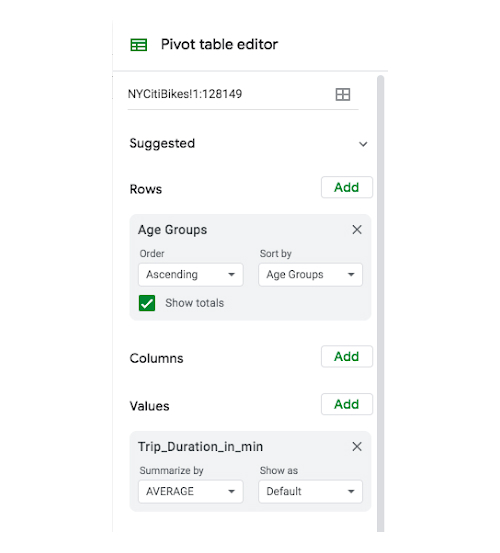 Pivot table editor
NYCitiBikes!1:128149
Suggested
Rows Add
Age Groups
Order Sort by
Ascending Age Groups
Show totals
Columns Add
Values Add
Trip_Duration_in_min
Summarize by Show as
AVERAGE Default